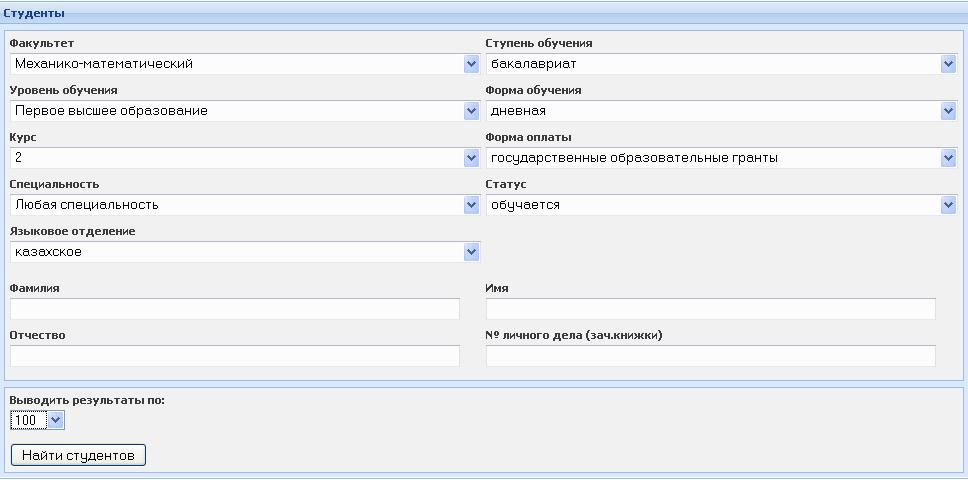 Студенты
Факультет Ступень обучения
Механико-математический бакалавриат
Уровень обучения Форма обучения
Первое высшее образование дневная
Курс Форма оплаты
2 государственные образовательные гранты
Специальность Статус
Любая специальность обучается
Языковое отделение
казахское
Фамилия Имя
Отчество № личного дела (зач.книжки)
Выводить результаты по:
100
Найти студентов